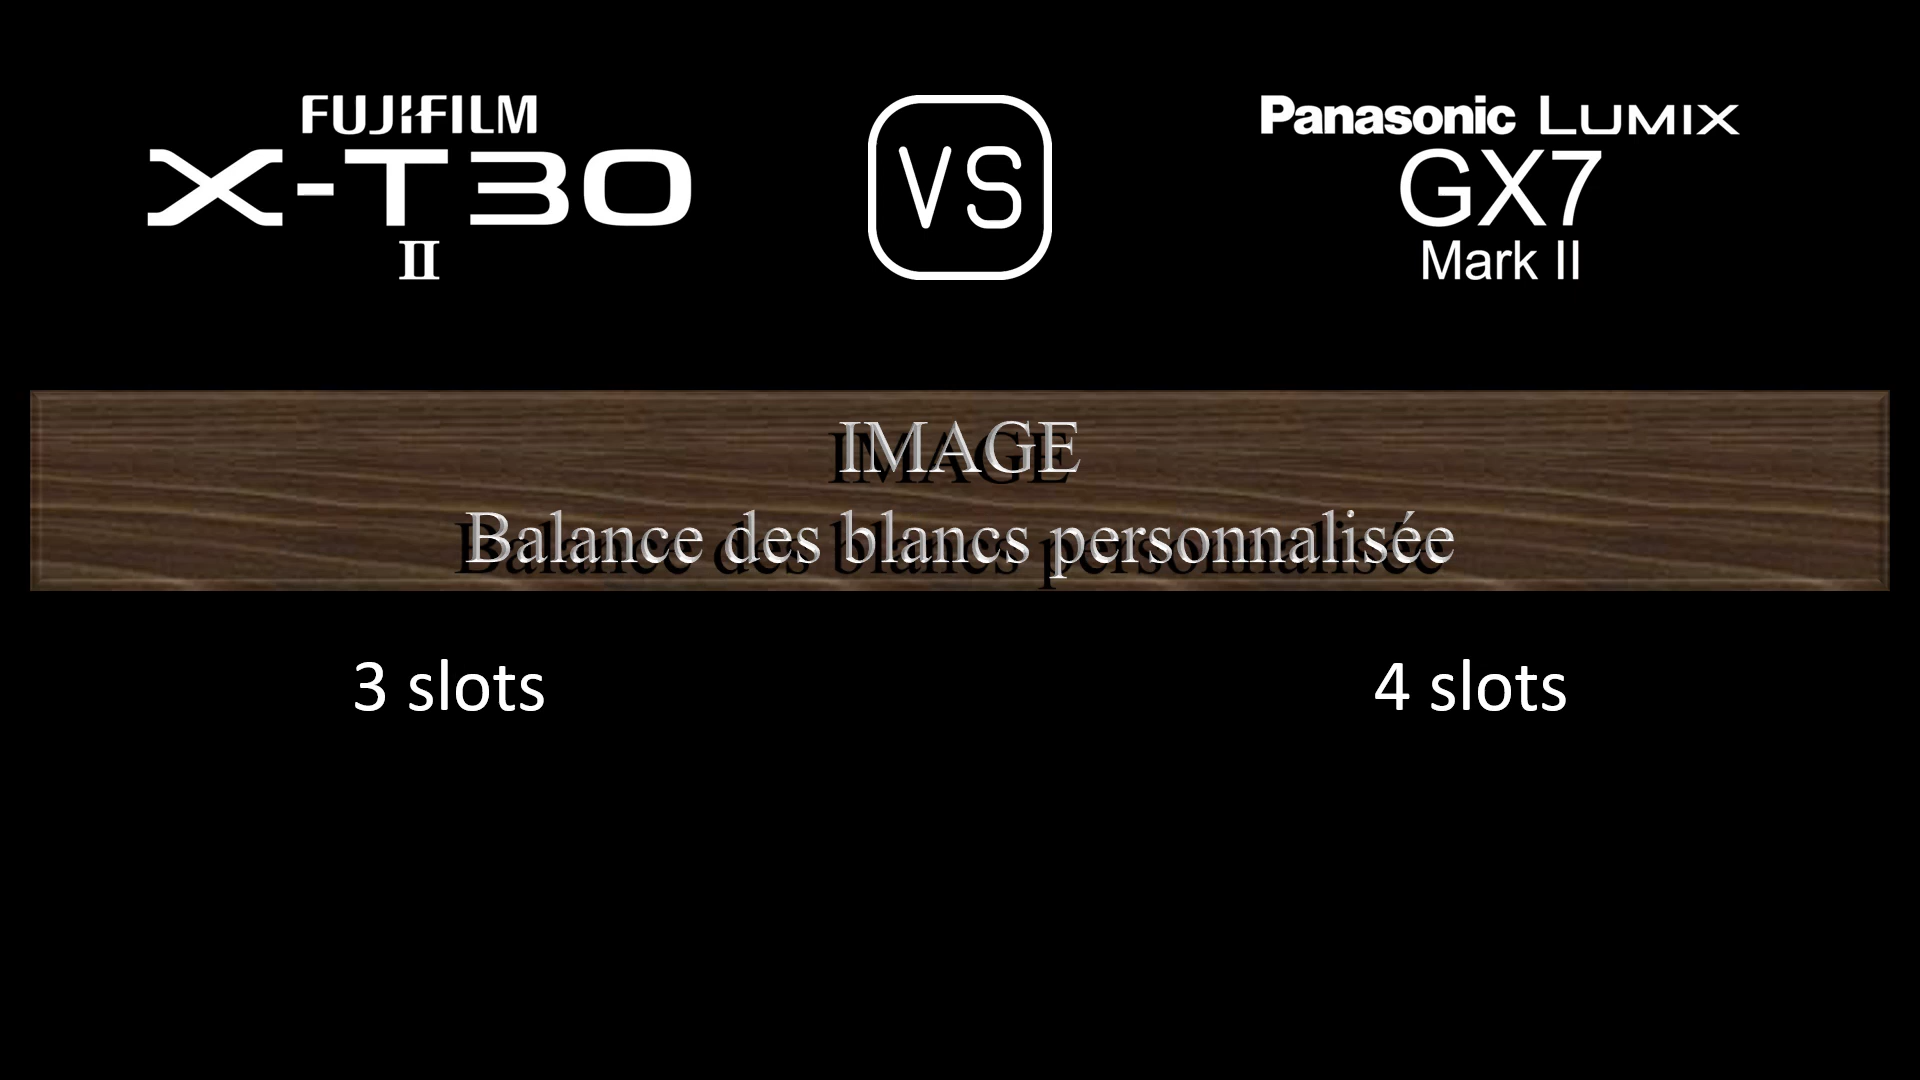 FUJIFILM
X-T30
II
VS
Panasonic LUMIX
GX7
Mark II
IMAGE
Balance des blancs personnalisée
3 slots
4 slots